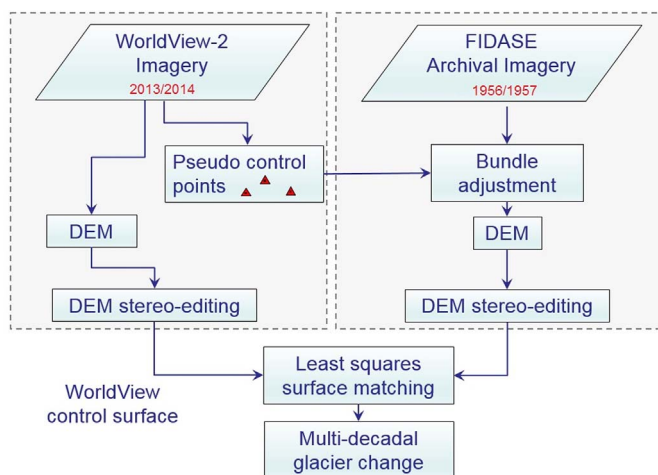 WorldView-2
Imagery
2013/2014
FIDASE
Archival Imagery
1956/1957
Pseudo control
points
Bundle
adjustment
DEM
DEM
DEM stereo-editing
DEM stereo-editing
WorldView
control surface
Least squares
surface matching
Multi-decadal
glacier change